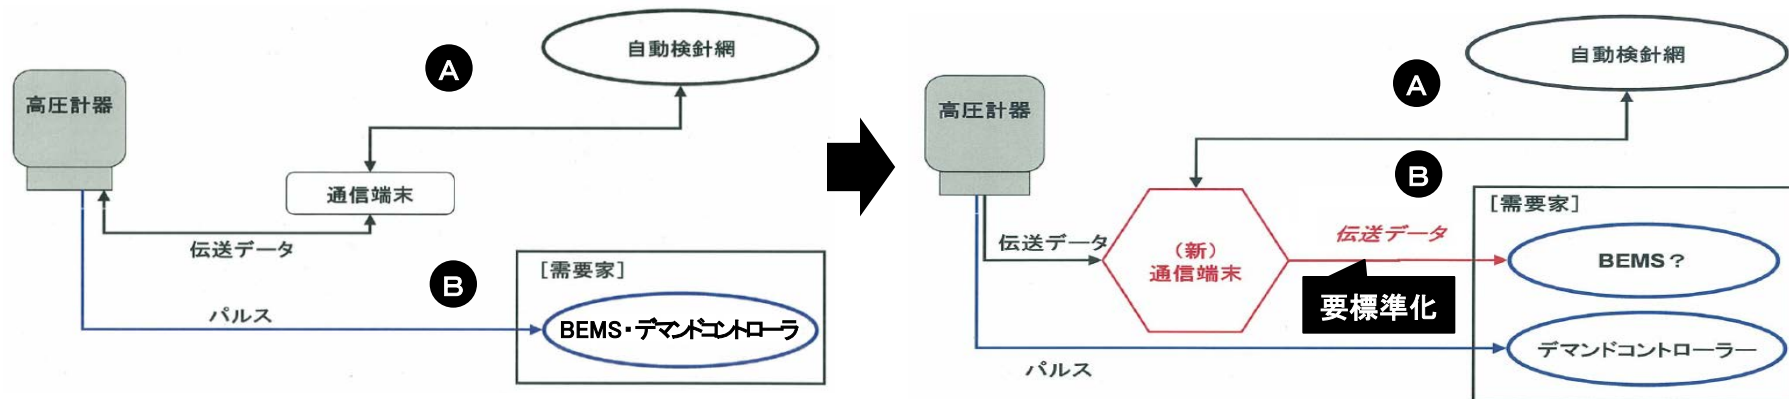 自動検針網
A
高圧計器
通信端末
伝送データ
B
[需要家]
パルス
BEMS・デマンドコントローラ
自動検針網
A
高圧計器
B
[需要家]
伝送データ
(新)
通信端末
伝送データ
BEMS?
要標準化
デマンドコントローラー
パルス